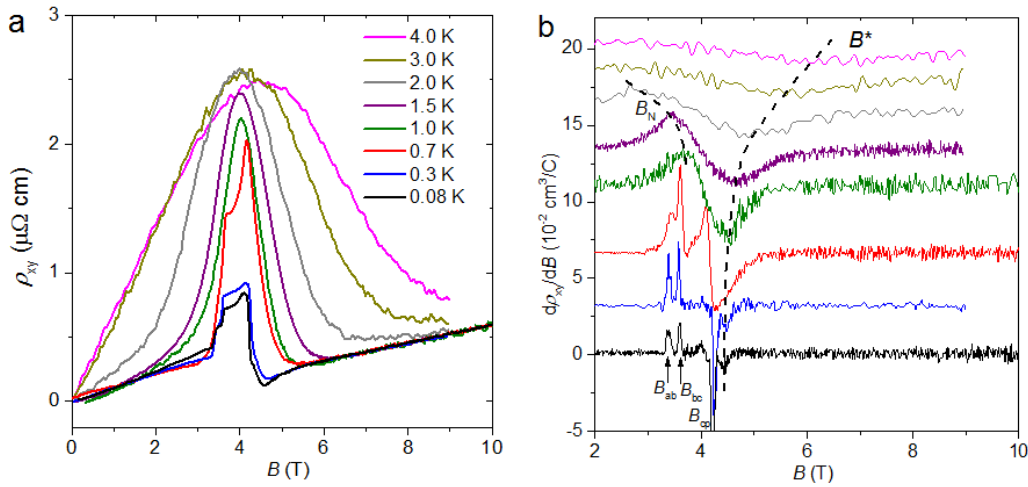 a
4.0 K
3.0 K
2.0 K
1.5 K
1.0 K
0.7 K
0.3 K
0.08 K
ρxy (μΩ cm)
3
2
1
0
0 2 4 6 8 10
B (T)
b
B*
BN
dρxy/dB (10⁻² cm³/C)
20
15
10
5
0
-5
Bab
Bbc
Bcp
2 4 6 8 10
B (T)